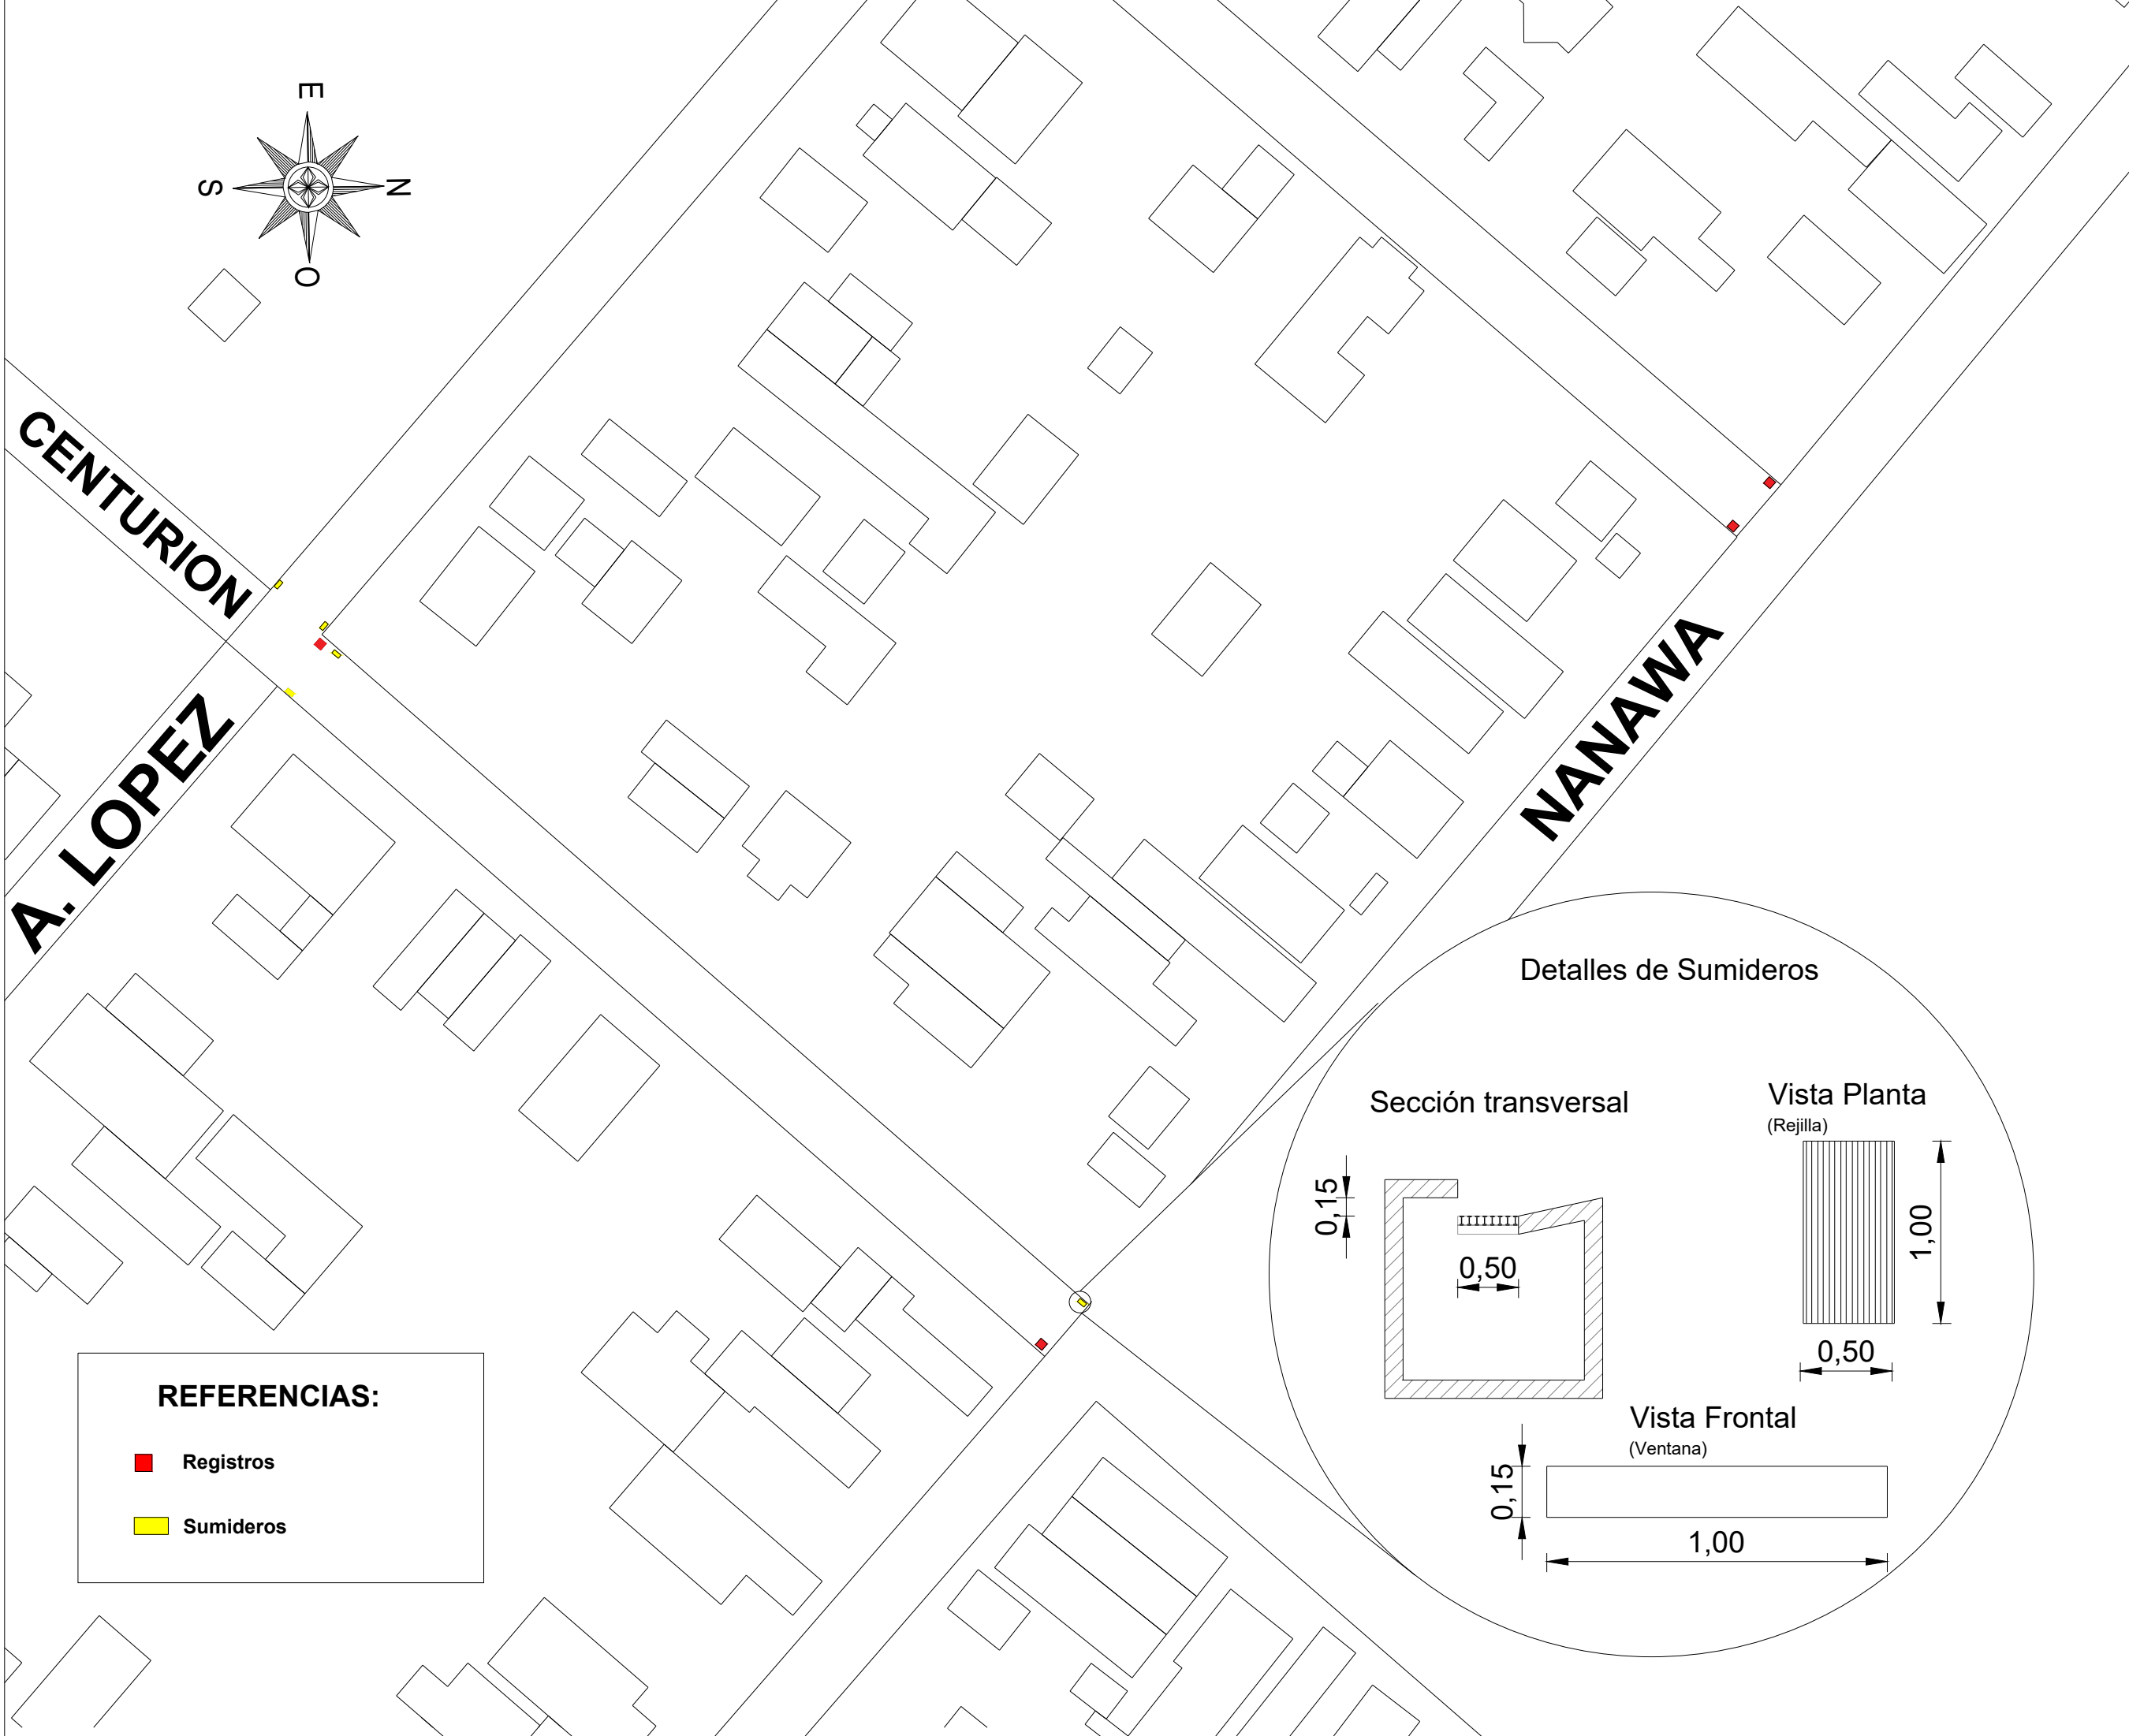 E
S
N
O
CENTURION
A. LOPEZ
NANAWA
Detalles de Sumideros
Sección transversal
0,15
0,50
Vista Planta
(Rejilla)
1,00
0,50
Vista Frontal
(Ventana)
0,15
1,00
REFERENCIAS:
Registros
Sumideros